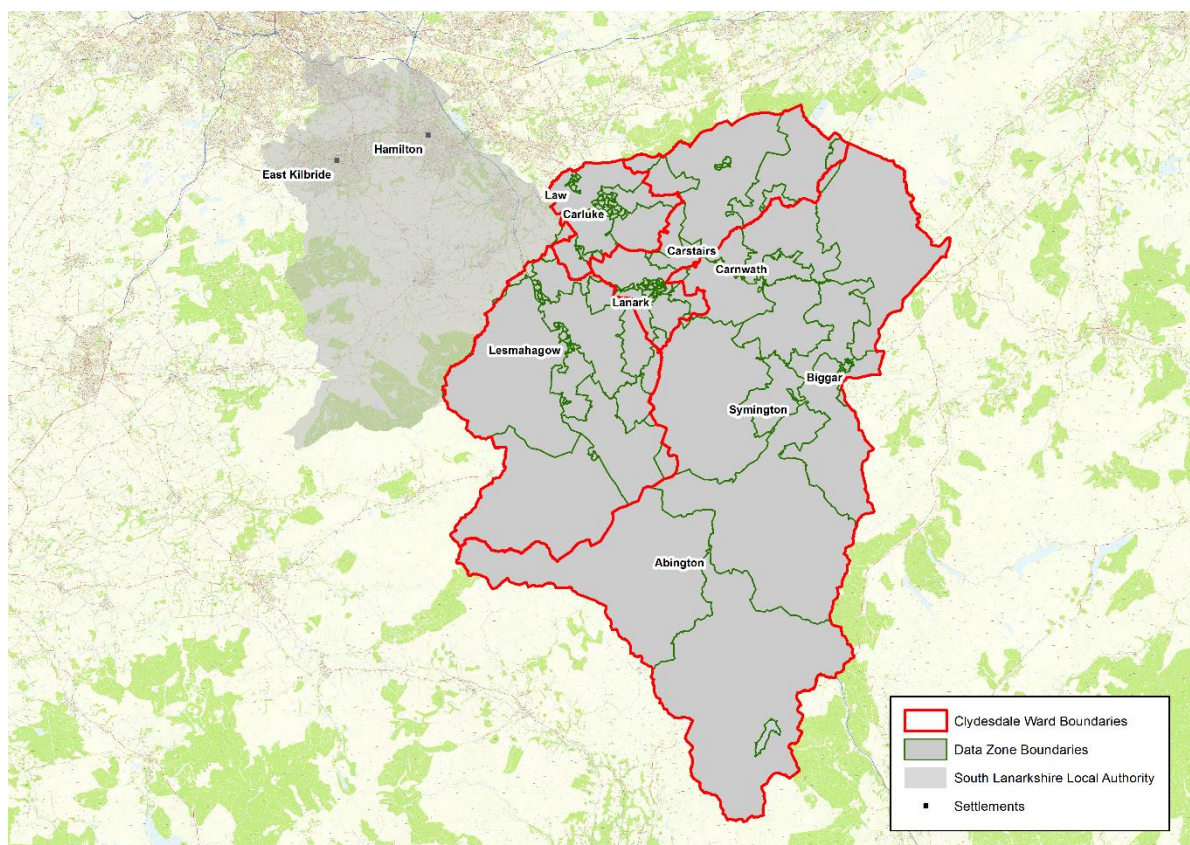 Hamilton
East Kilbride
Law
Carluke
Carstairs
Carnwath
Lanark
Lesmahagow
Biggar
Symington
Abington
Clydesdale Ward Boundaries
Data Zone Boundaries
South Lanarkshire Local Authority
Settlements